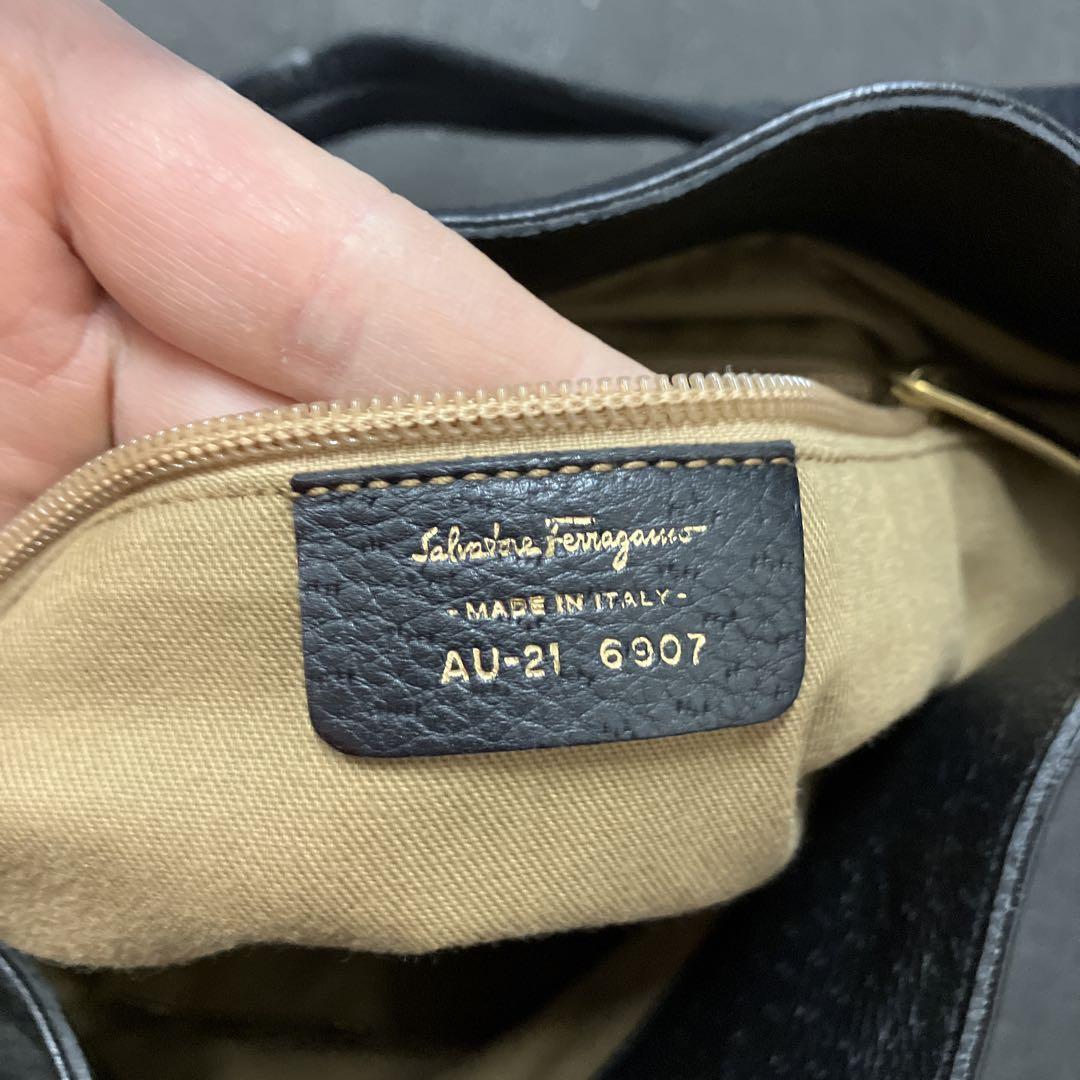 Salvatore Ferragamo
- MADE IN ITALY -
AU-21 6907